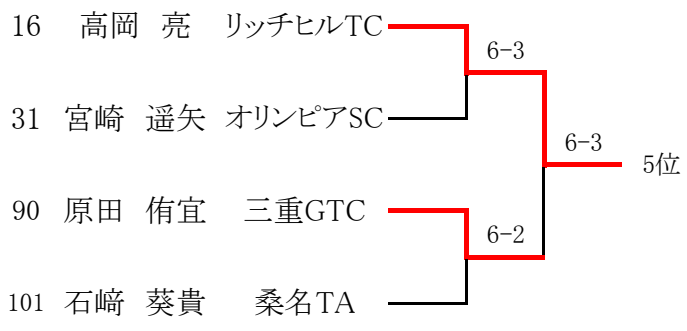 16 高岡 亮 リッチヒルTC
6-3
31 宮崎 遥矢 オリンピアSC
6-3
5位
90 原田 侑宜 三重GTC
6-2
101 石﨑 葵貴 桑名TA